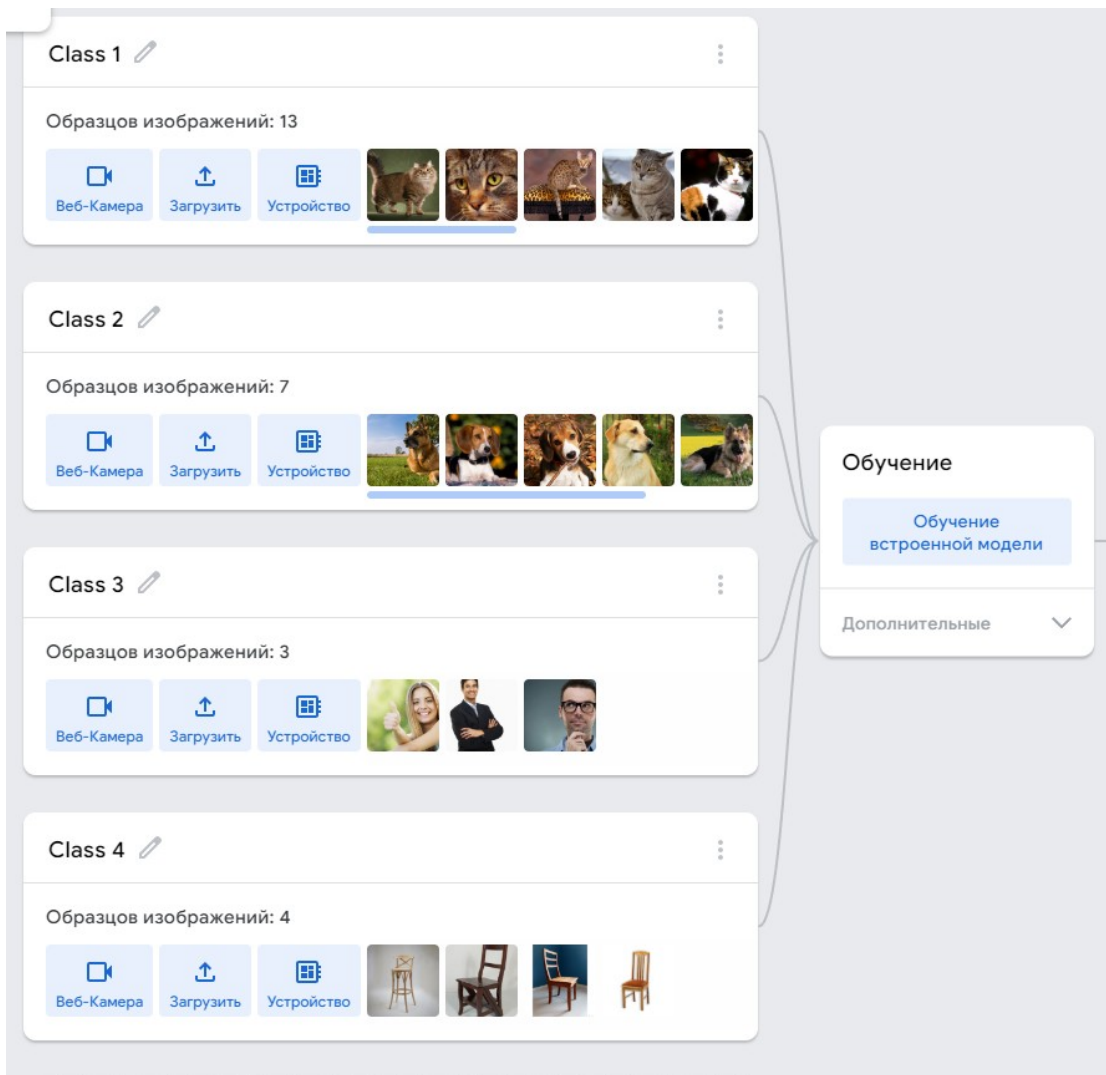 Class 1
Образцов изображений: 13
Веб-Камера Загрузить Устройство
Class 2
Образцов изображений: 7
Веб-Камера Загрузить Устройство
Class 3
Образцов изображений: 3
Веб-Камера Загрузить Устройство
Class 4
Образцов изображений: 4
Веб-Камера Загрузить Устройство
Обучение
Обучение
встроенной модели
Дополнительные